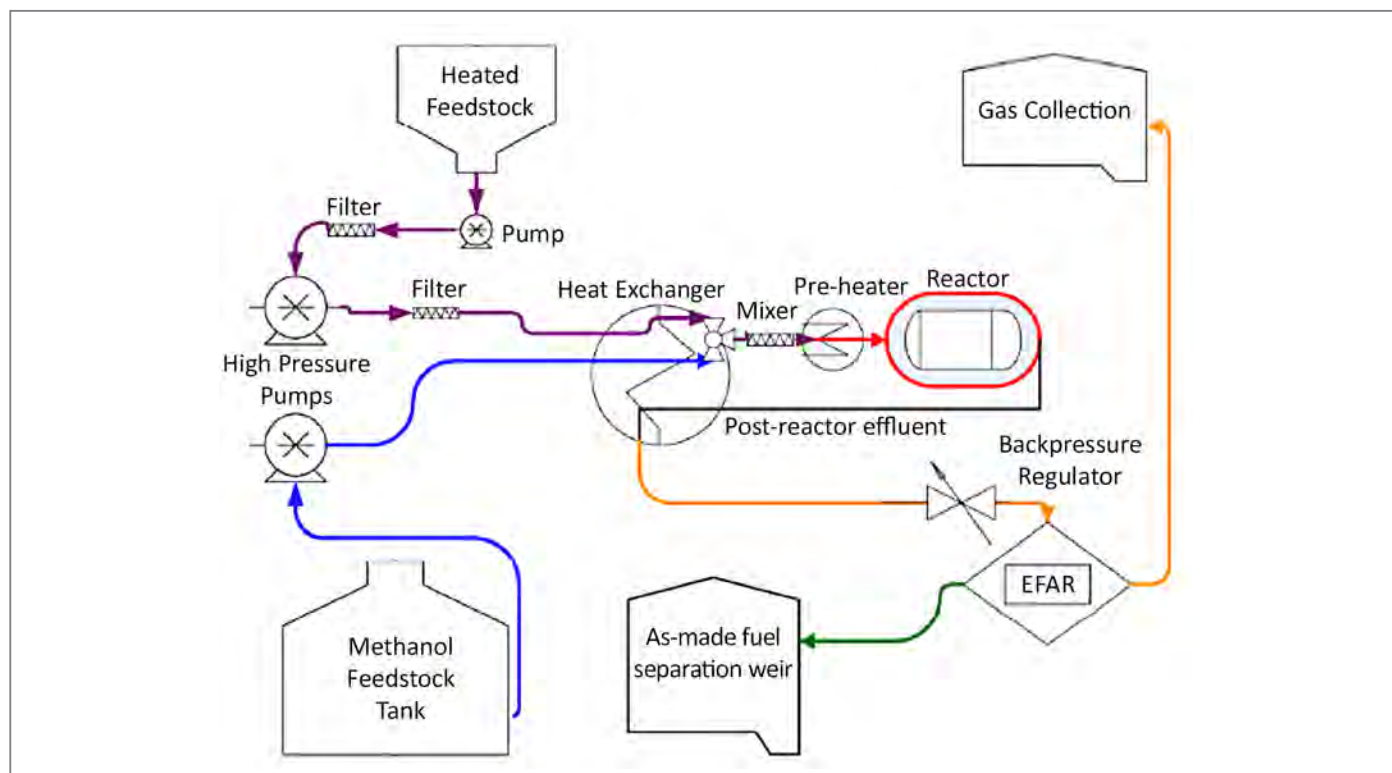 Heated
Feedstock
Gas Collection
Filter
Pump
Filter
Heat Exchanger
Mixer
Pre-heater
Reactor
High Pressure
Pumps
Post-reactor effluent
Backpressure
Regulator
EFAR
Methanol
Feedstock
Tank
As-made fuel
separation weir